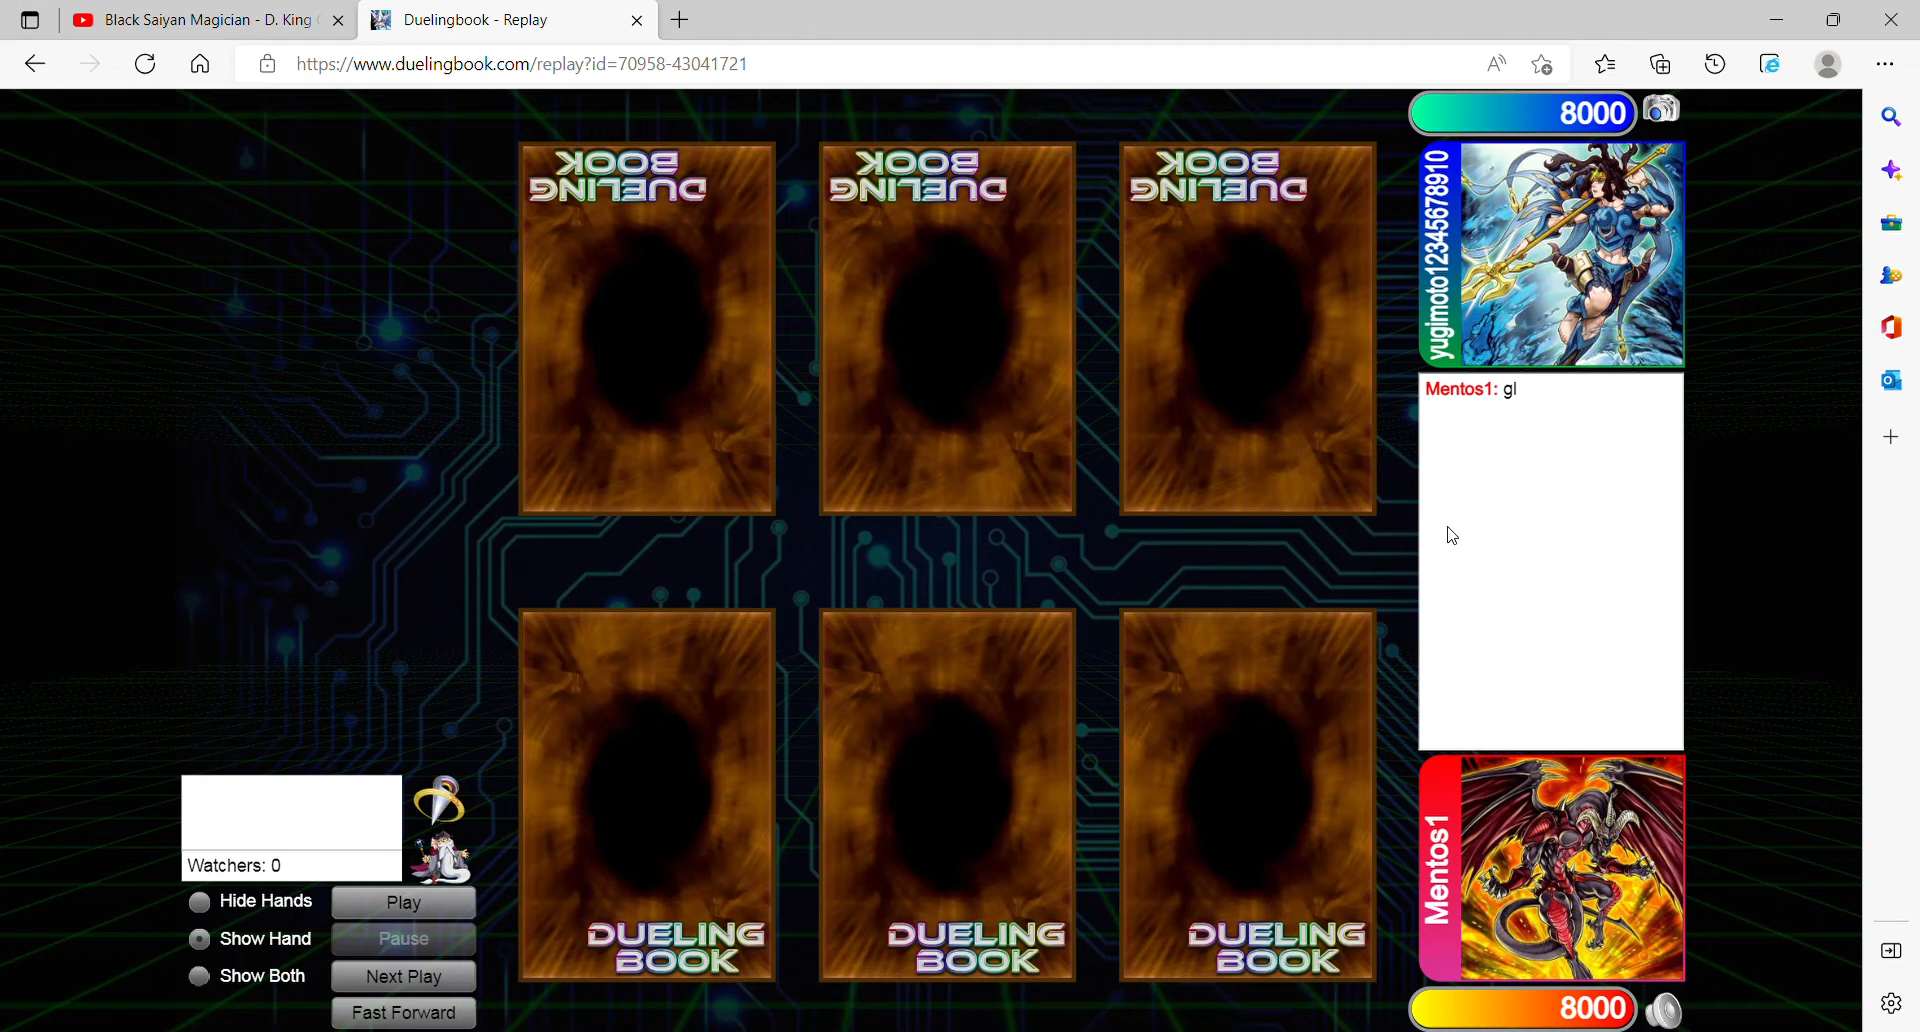 Black Saiyan Magician - D. King
Duelingbook - Replay
https://www.duelingbook.com/replay?id=70958-43041721
8000
DUELING
BOOK
DUELING
BOOK
DUELING
BOOK
yugimoto12345678910
Mentos1: gl
Watchers: 0
Hide Hands
Play
Show Hand
Pause
Show Both
Next Play
Fast Forward
DUELING
BOOK
DUELING
BOOK
DUELING
BOOK
Mentos1
8000